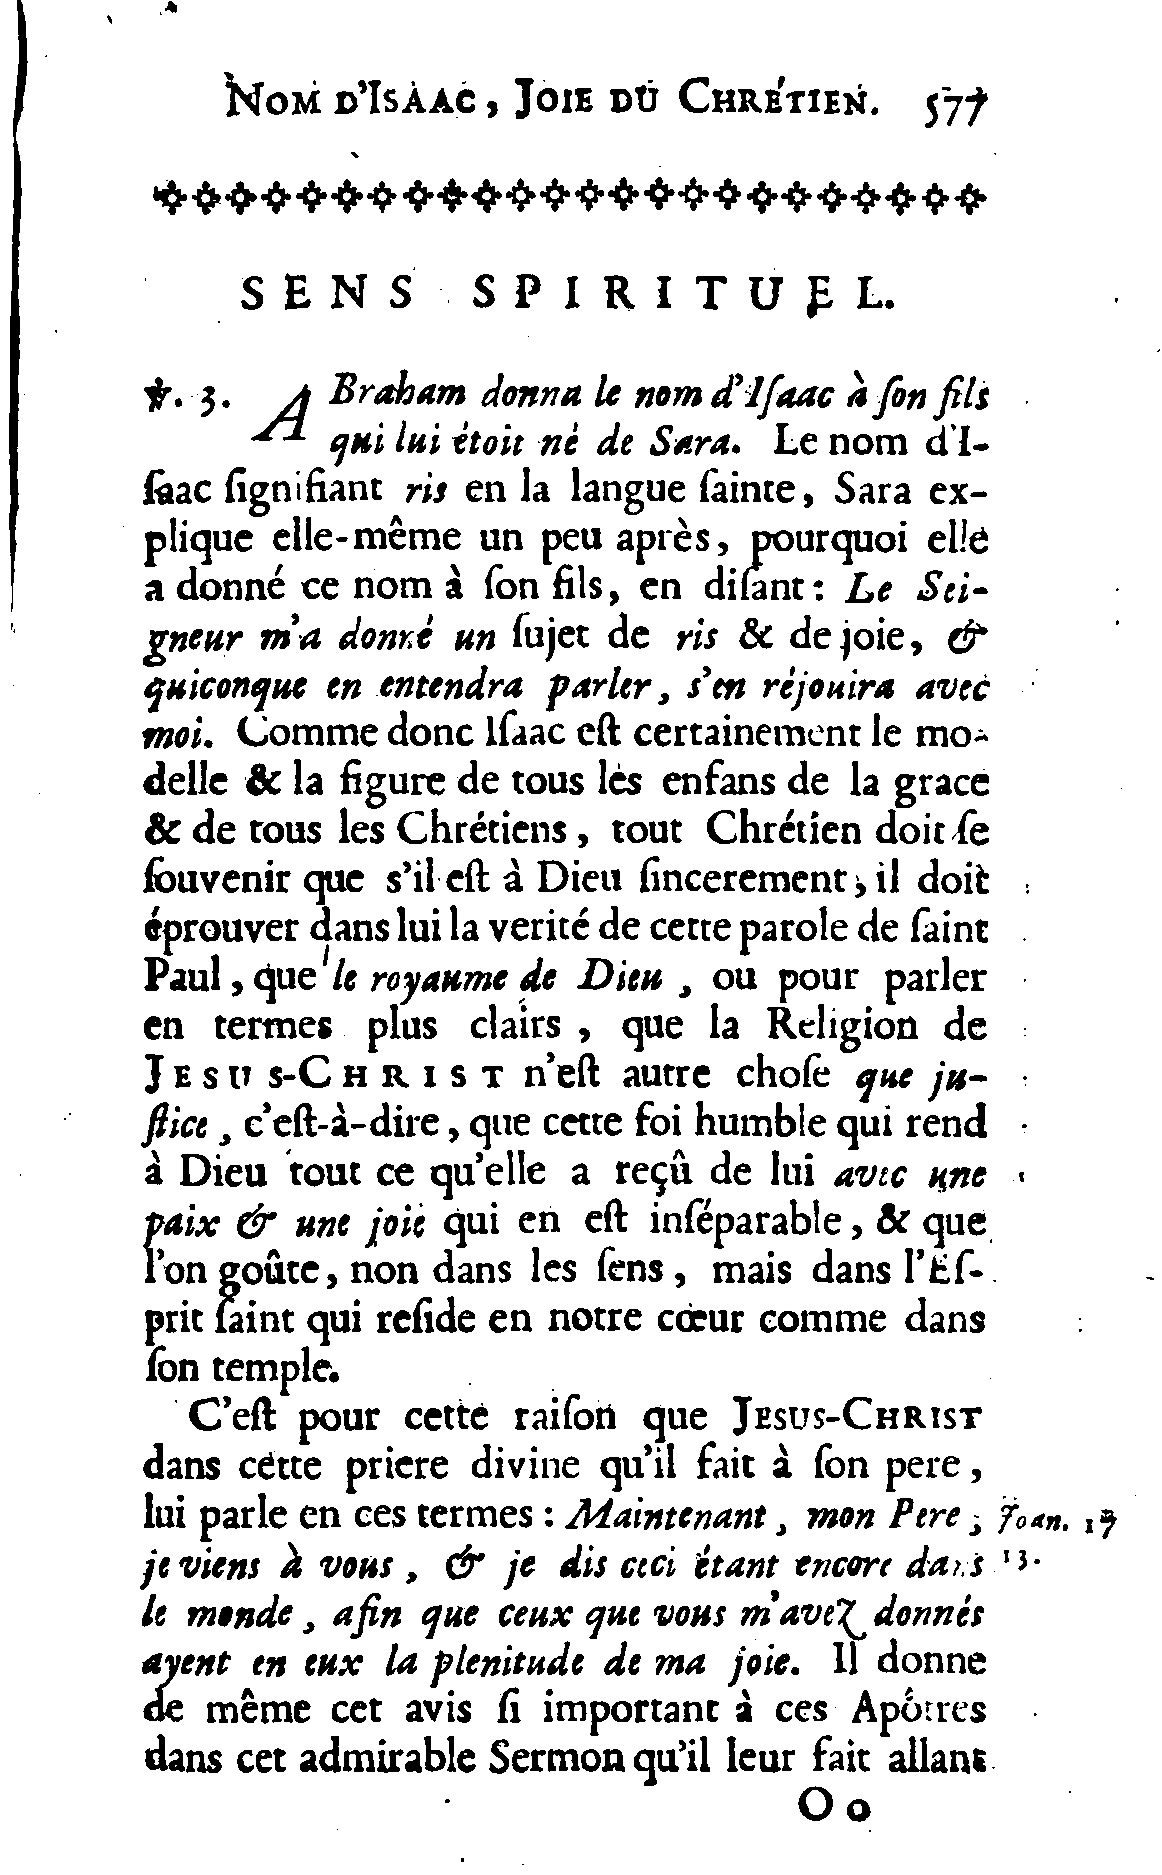 NOM D'ISAAC, JOIE DU CHRÉTIEN. 577
SENS SPIRITUEL.
℣. 3. ABraham donna le nom d'Iſaac à ſon fils
qui lui étoit né de Sara. Le nom d'I-
ſaac ſignifiant ris en la langue ſainte, Sara ex-
plique elle-même un peu après, pourquoi elle
a donné ce nom à ſon fils, en diſant: Le Sei-
gneur m'a donné un ſujet de ris & de joie, &
quiconque en entendra parler, s'en réjouira avec
moi. Comme donc Iſaac eſt certainement le mo-
delle & la figure de tous les enfans de la grace
& de tous les Chrétiens, tout Chrétien doit ſe
ſouvenir que s'il eſt à Dieu ſincerement, il doit
éprouver dans lui la verité de cette parole de ſaint
Paul, que le royaume de Dieu, ou pour parler
en termes plus clairs, que la Religion de
JESUS-CHRIST n'eſt autre choſe que ju-
ſtice, c'eſt-à-dire, que cette foi humble qui rend
à Dieu tout ce qu'elle a reçû de lui avec une
paix & une joie qui en eſt inſéparable, & que
l'on goûte, non dans les ſens, mais dans l'Eſ-
prit ſaint qui reſide en notre cœur comme dans
ſon temple.
C'eſt pour cette raiſon que JESUS-CHRIST
dans cette priere divine qu'il fait à ſon pere,
lui parle en ces termes: Maintenant, mon Pere, Joan. 17
je viens à vous, & je dis ceci étant encore dans 13.
le monde, afin que ceux que vous m'avez donnés
ayent en eux la plenitude de ma joie. Il donne
de même cet avis ſi important à ces Apôtres
dans cet admirable Sermon qu'il leur fait allant
Oo